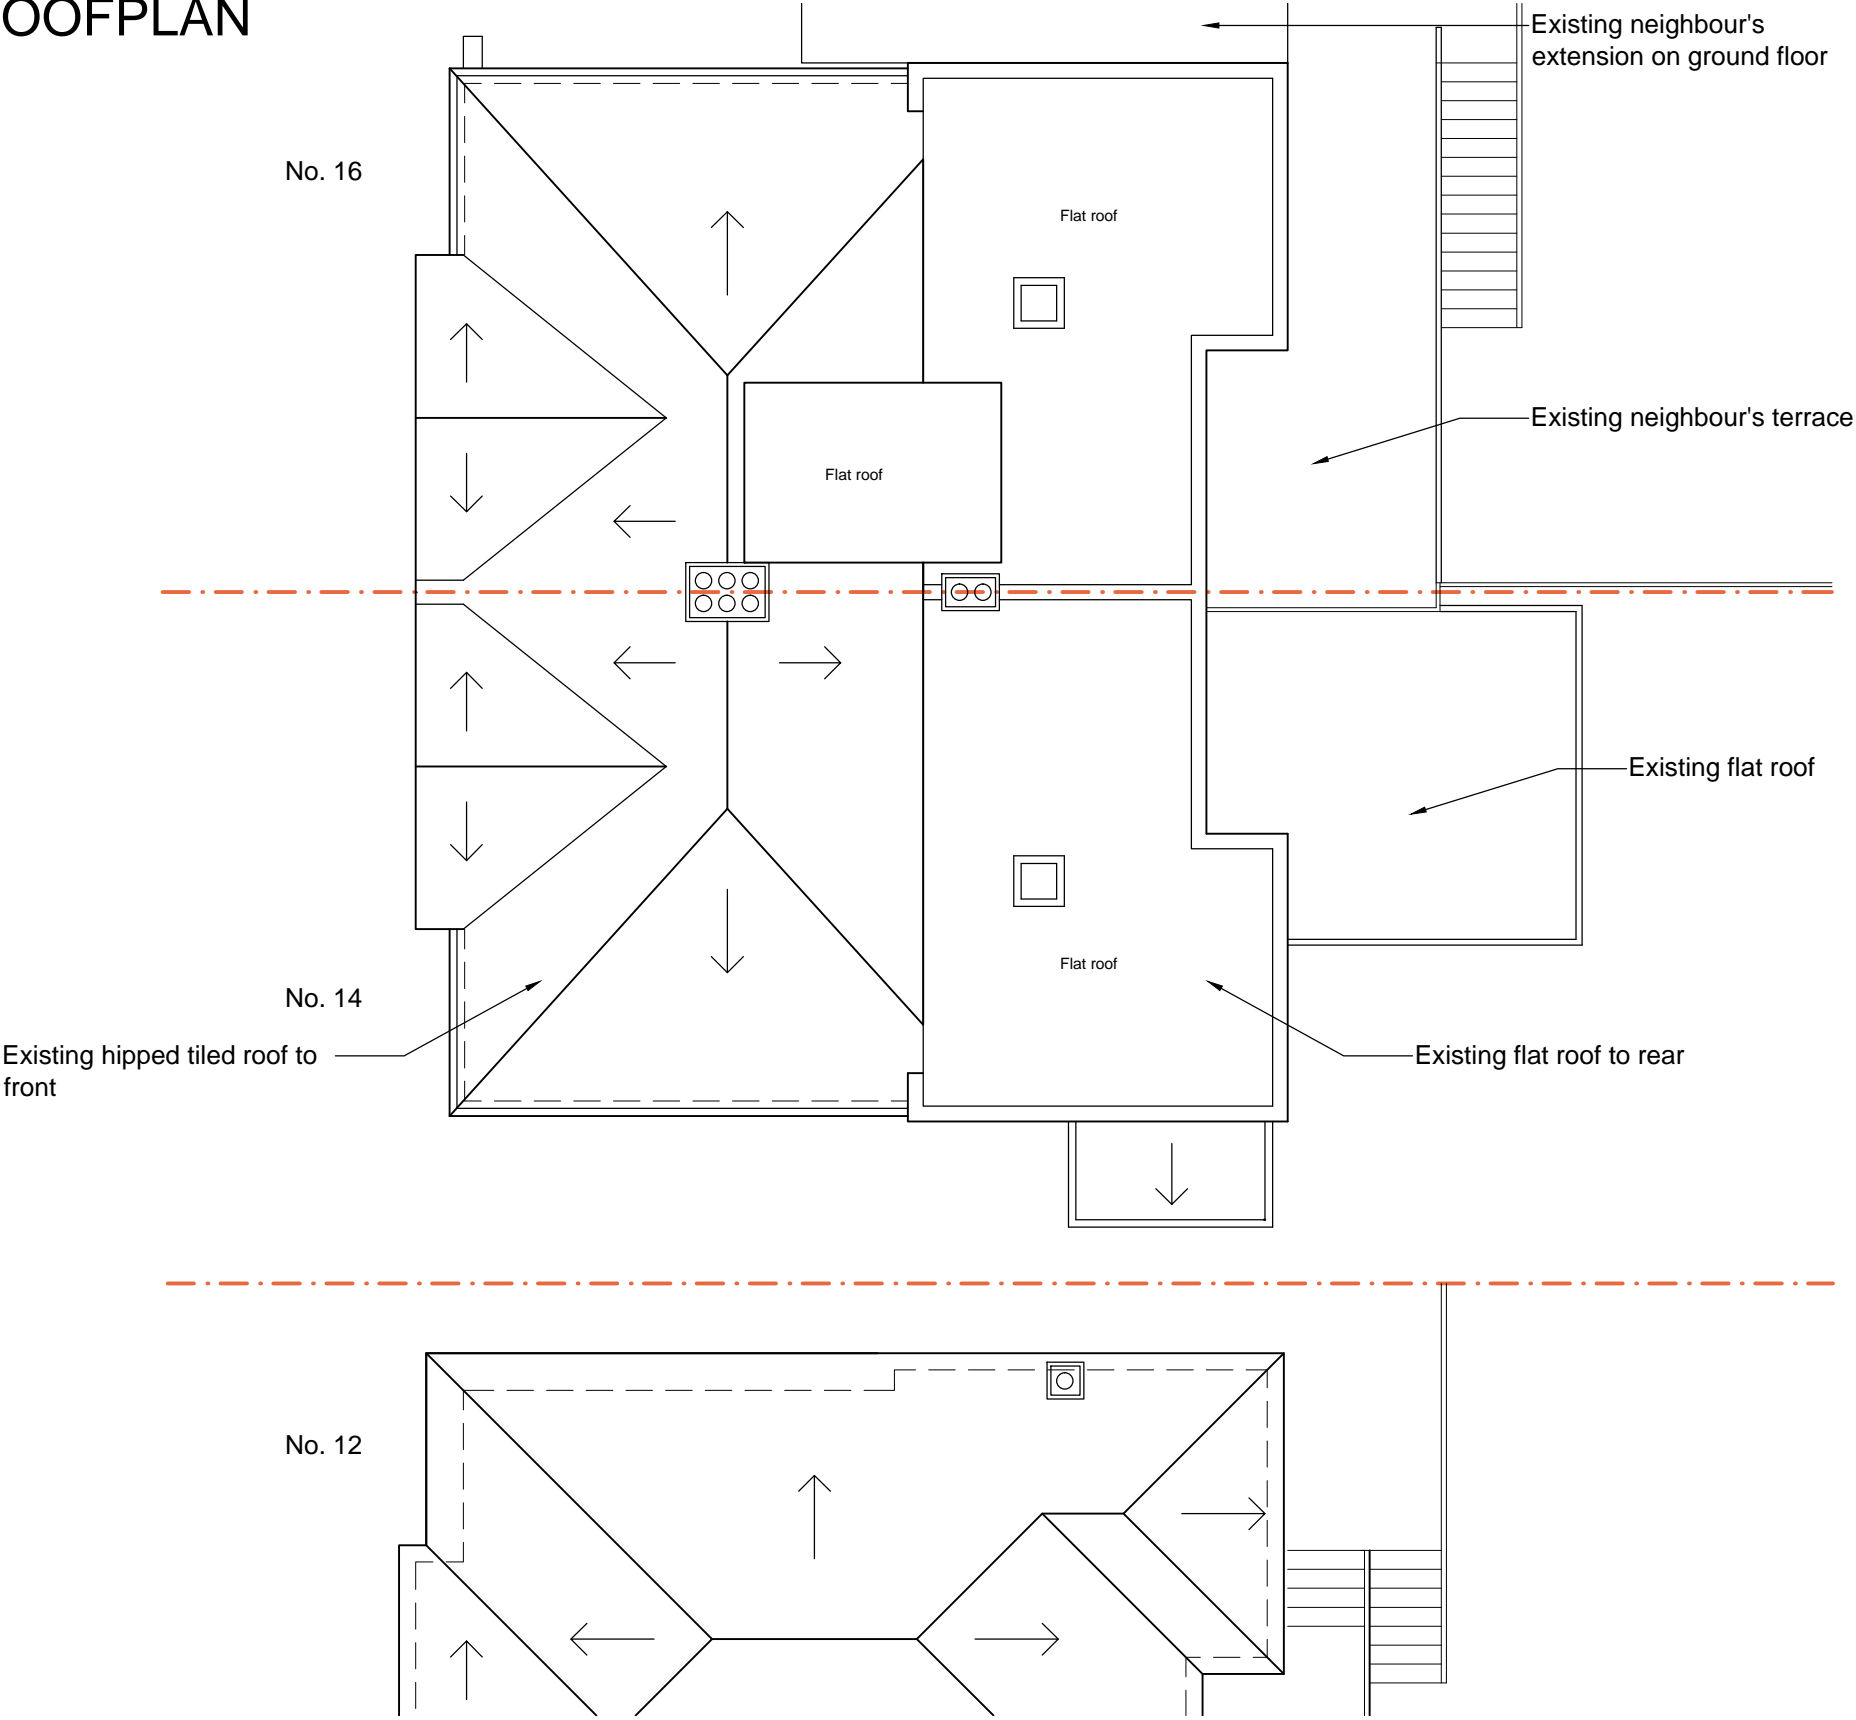 OOFPLAN
Existing neighbour's
extension on ground floor
No. 16
Flat roof
Existing neighbour's terrace
Flat roof
Existing flat roof
Flat roof
No. 14
Existing hipped tiled roof to
front
Existing flat roof to rear
No. 12